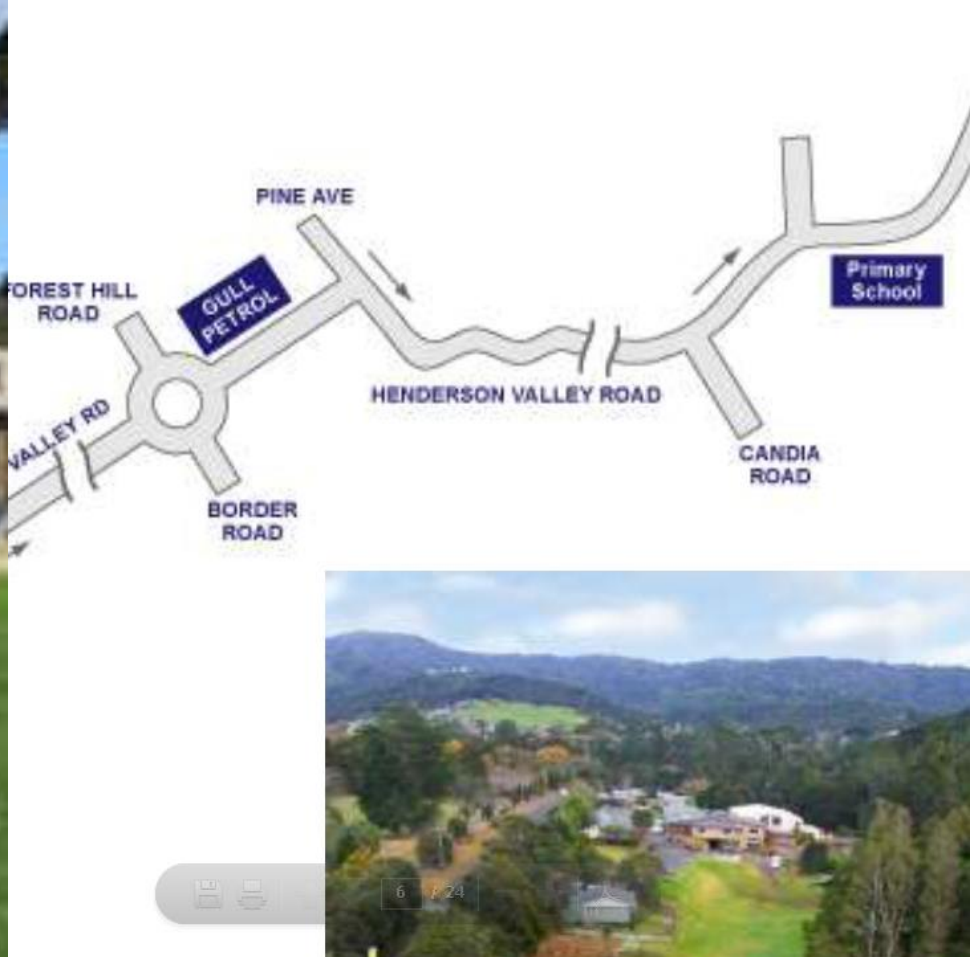 PINE AVE
OREST HILL
ROAD
GULL
PETROL
Primary
School
VALLEY RD
HENDERSON VALLEY ROAD
CANDIA
ROAD
BORDER
ROAD
6 / 24